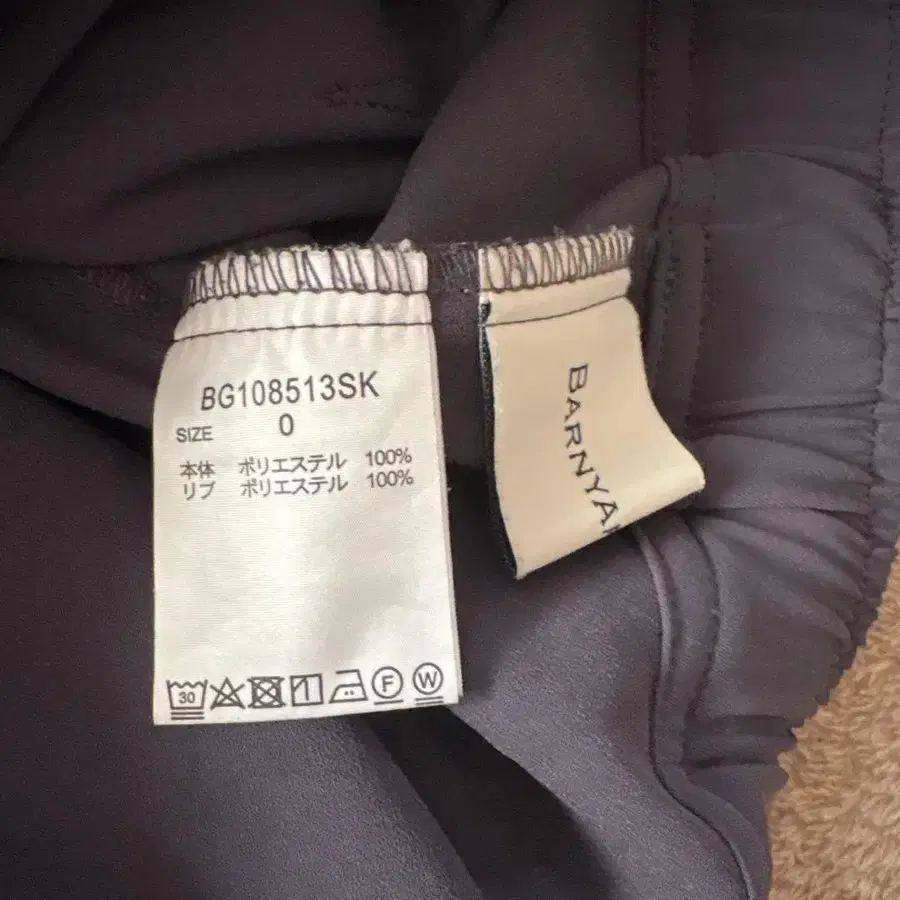 BG108513SK
SIZE 0
本体 ポリエステル 100%
リブ ポリエステル 100%
30 F W
BARNYA